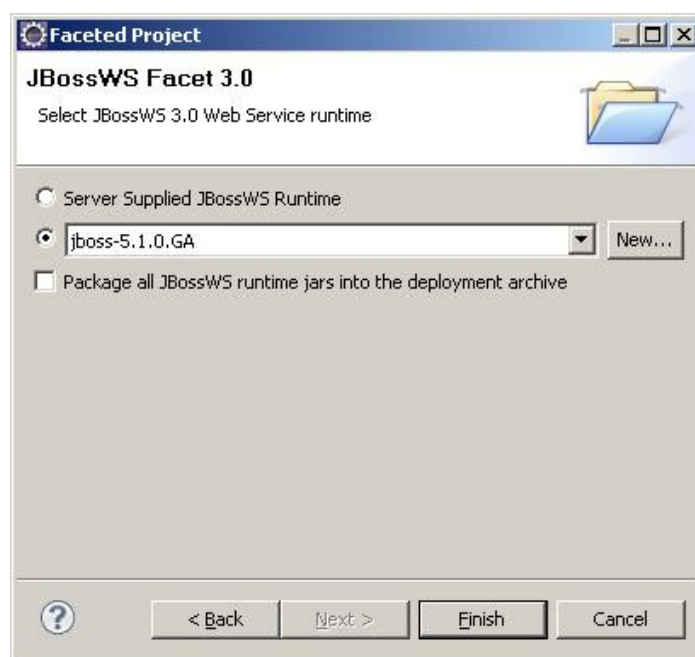 Faceted Project
JBossWS Facet 3.0
Select JBossWS 3.0 Web Service runtime
Server Supplied JBossWS Runtime
jboss-5.1.0.GA
New...
Package all JBossWS runtime jars into the deployment archive
?
< Back
Next >
Finish
Cancel